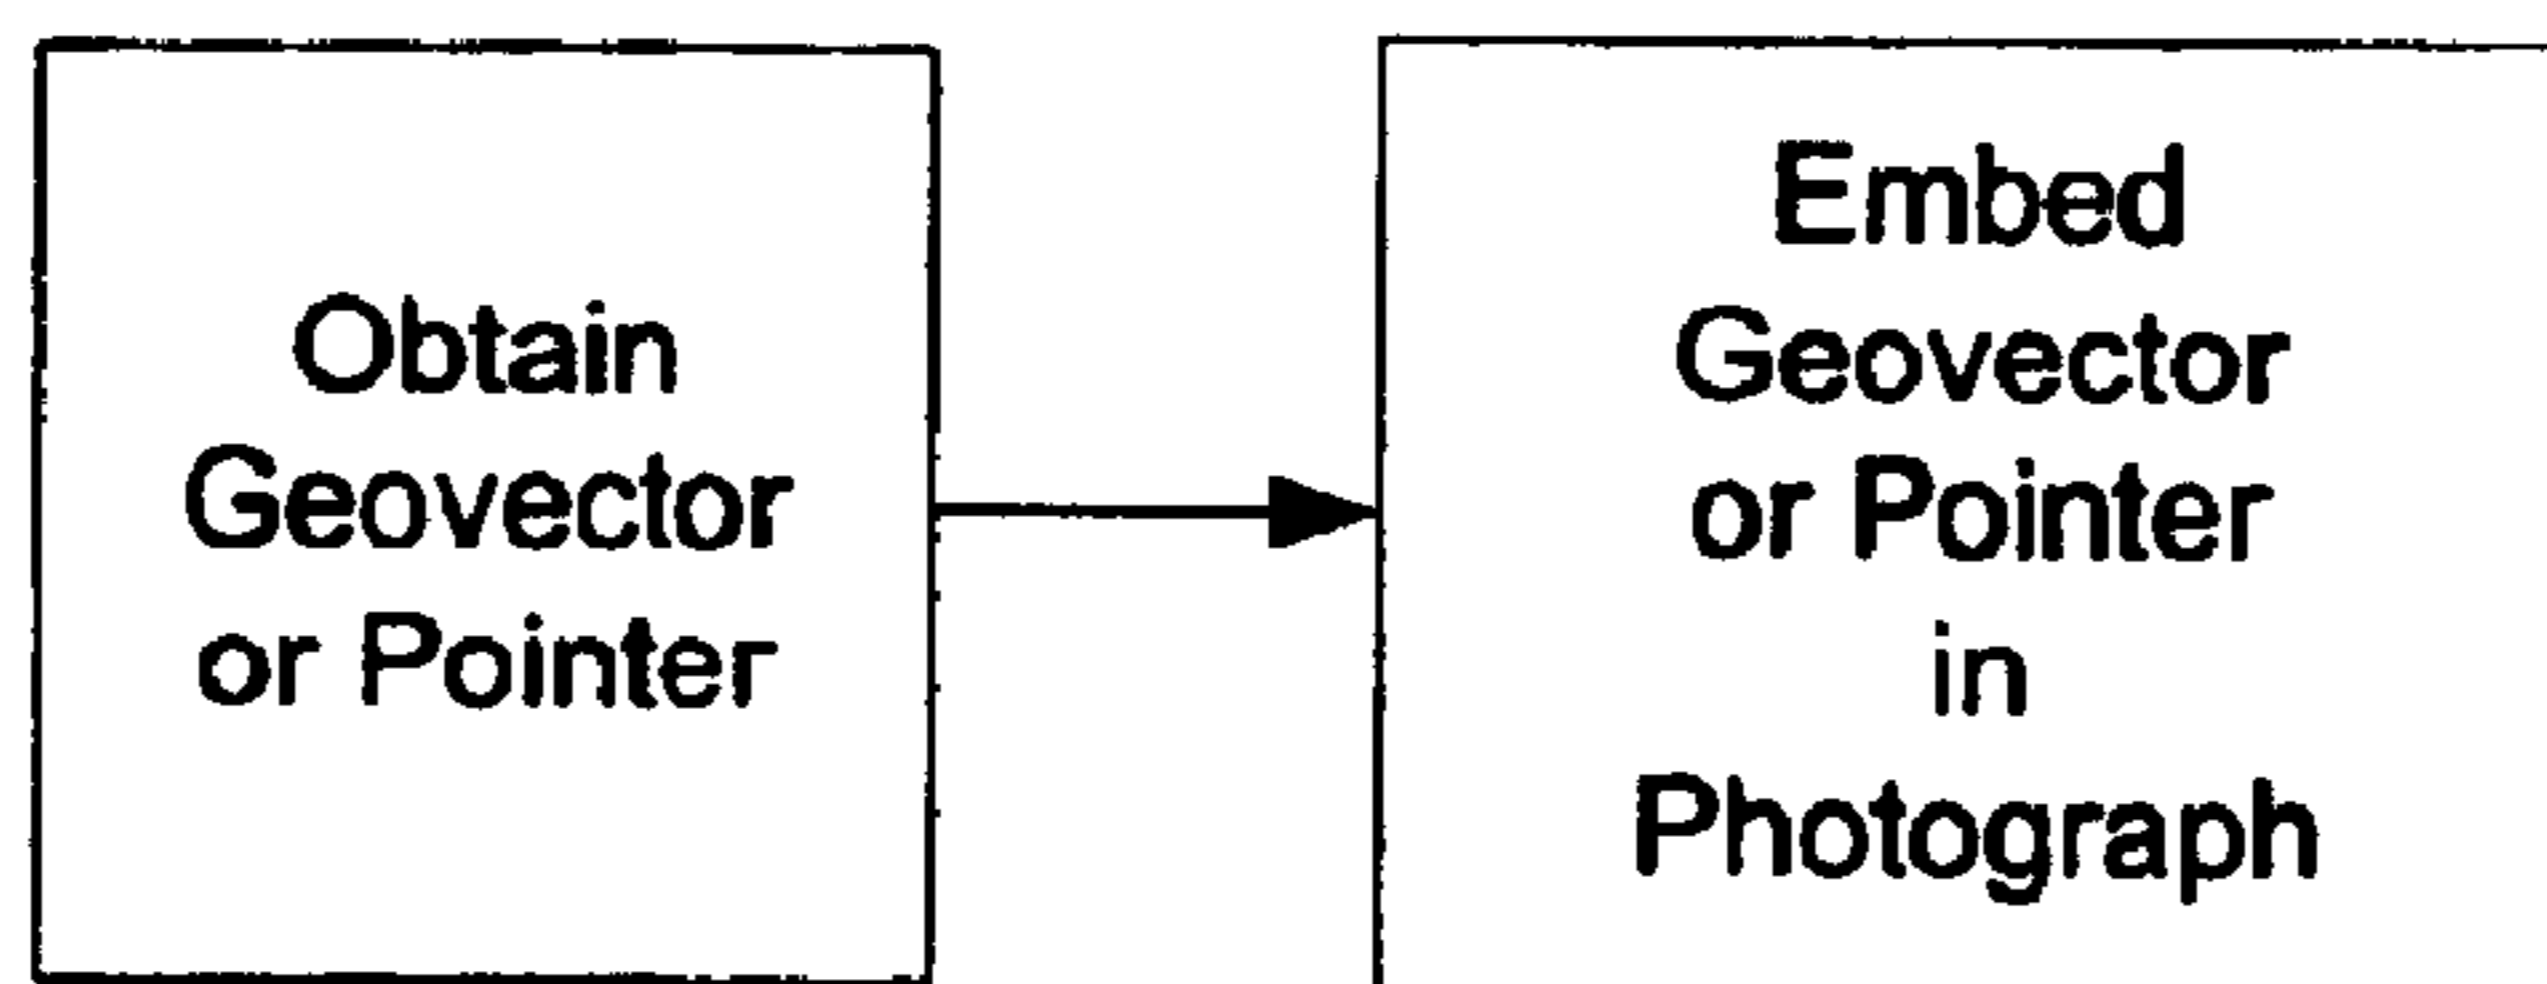 Obtain
Geovector
or Pointer
Embed
Geovector
or Pointer
in
Photograph